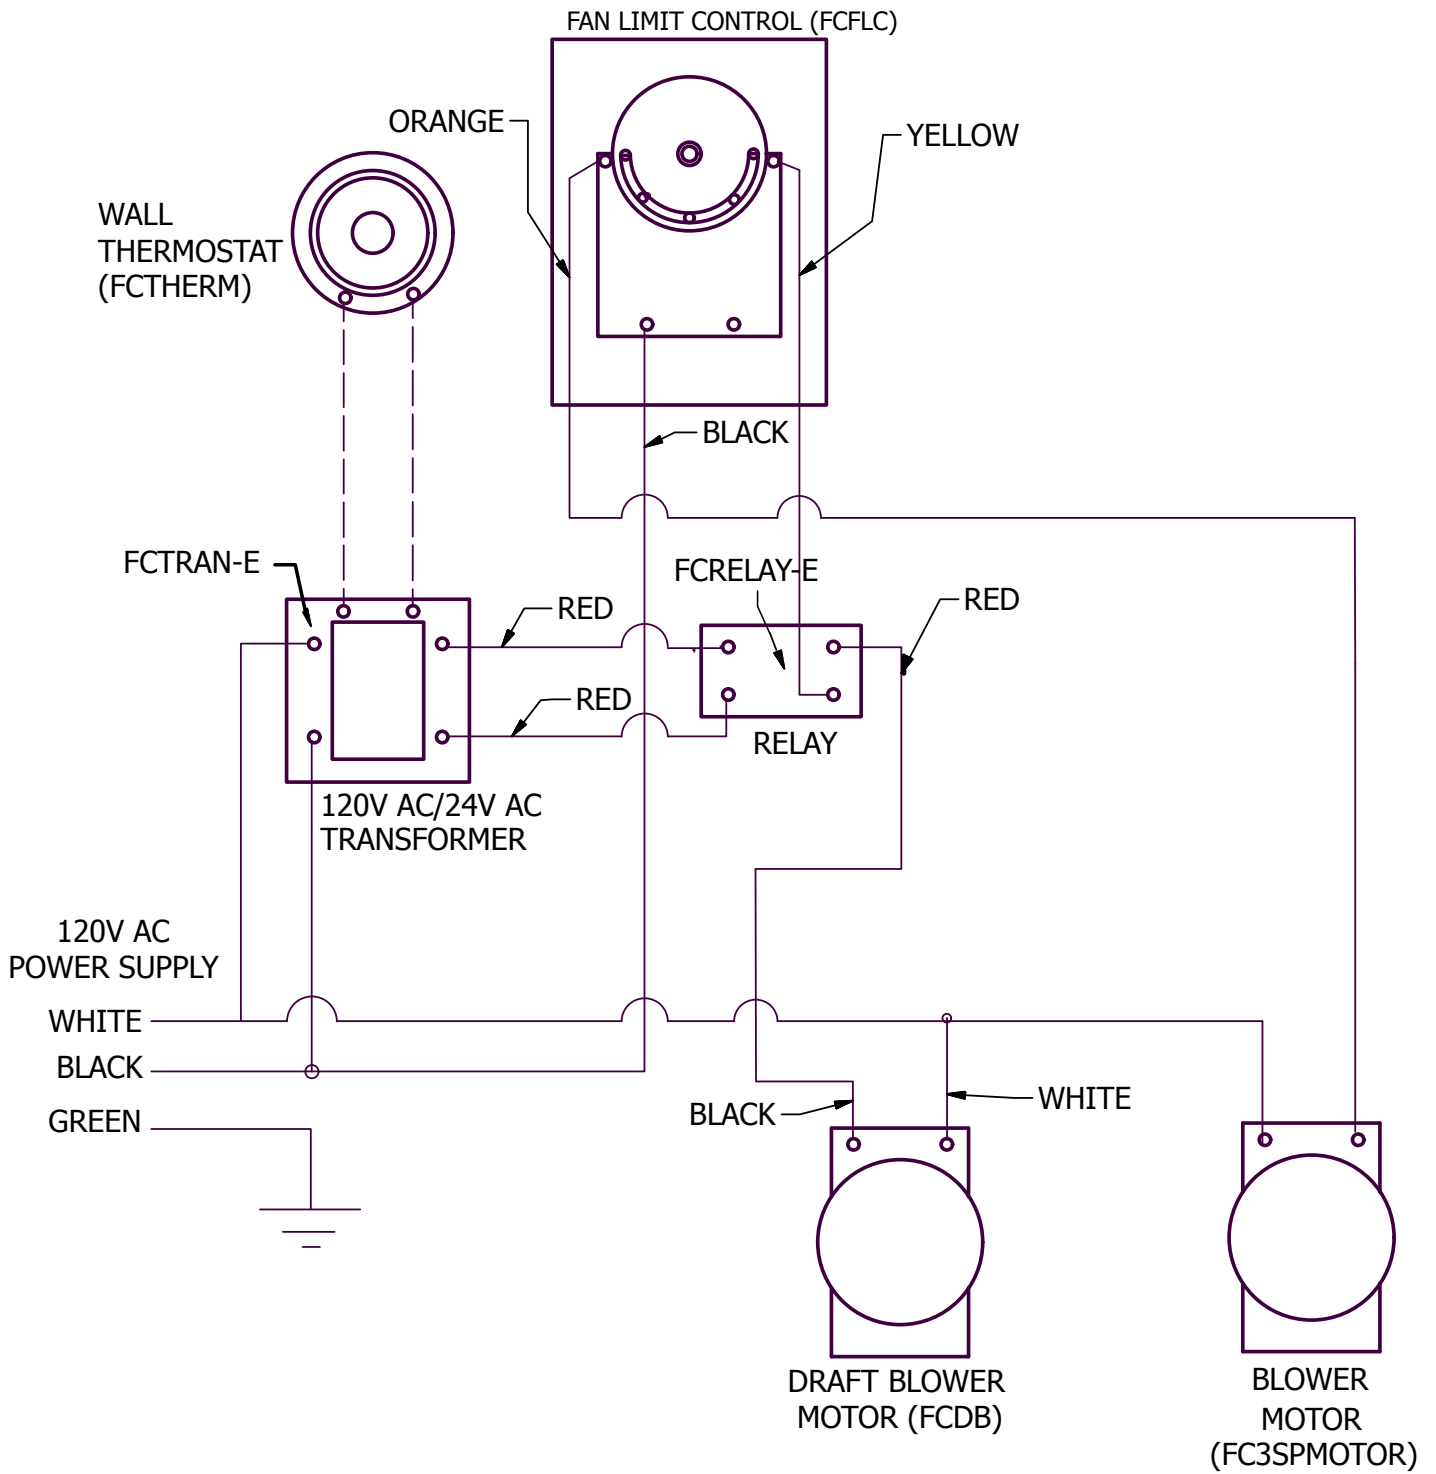 FAN LIMIT CONTROL (FCFLC)
ORANGE
YELLOW
WALL
THERMOSTAT
(FCTHERM)
BLACK
FCTRAN-E
FCRELAY-E
RED
RED
RED
RELAY
120V AC/24V AC
TRANSFORMER
120V AC
POWER SUPPLY
WHITE
BLACK
GREEN
BLACK
WHITE
DRAFT BLOWER
MOTOR (FCDB)
BLOWER
MOTOR
(FC3SPMOTOR)